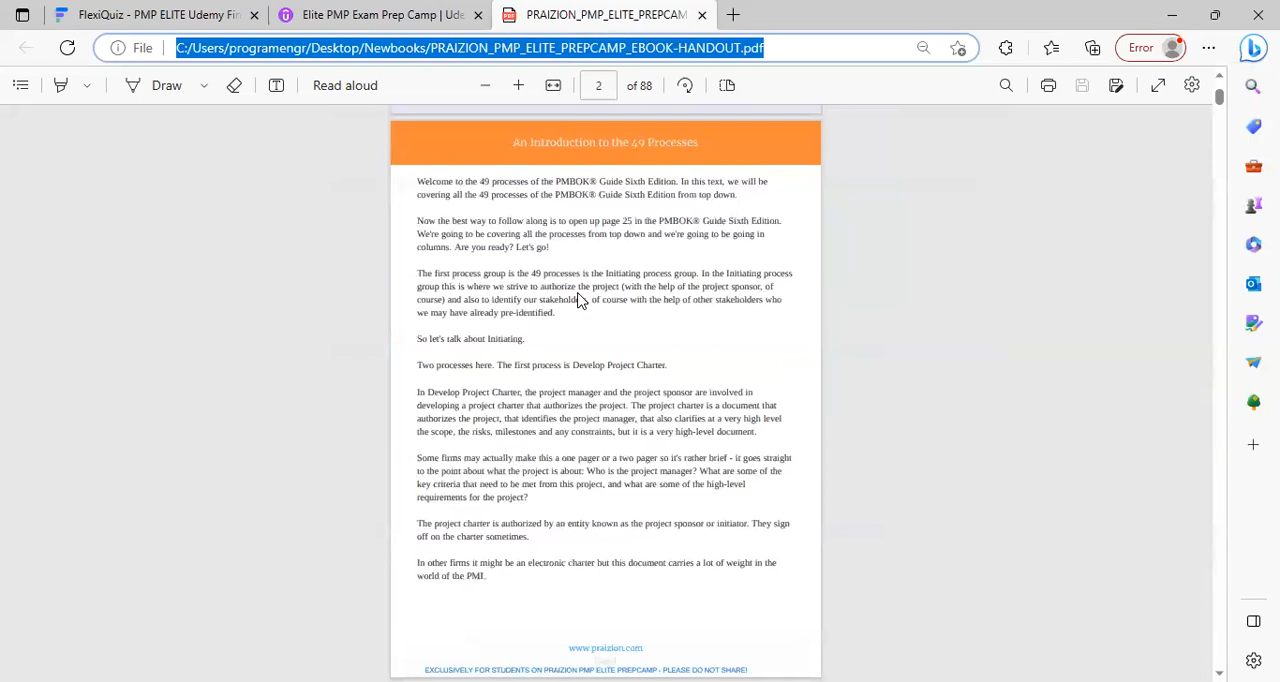 FlexiQuiz - PMP ELITE Udemy Fin
Elite PMP Exam Prep Camp | Ude
PRAIZION_PMP_ELITE_PREPCAMP
File
C:/Users/programengr/Desktop/Newbooks/PRAIZION_PMP_ELITE_PREPCAMP_EBOOK-HANDOUT.pdf
Error
Draw
Read aloud
2
of 88
An Introduction to the 49 Processes
Welcome to the 49 processes of the PMBOK® Guide Sixth Edition. In this text, we will be
covering all the 49 processes of the PMBOK® Guide Sixth Edition from top down.
Now the best way to follow along is to open up page 25 in the PMBOK® Guide Sixth Edition.
We're going to be covering all the processes from top down and we're going to be going in
columns. Are you ready? Let's go!
The first process group is the 49 processes is the Initiating process group. In the Initiating process
group this is where we strive to authorize the project (with the help of the project sponsor, of
course) and also to identify our stakeholde of course with the help of other stakeholders who
we may have already pre-identified.
So let's talk about Initiating.
Two processes here. The first process is Develop Project Charter.
In Develop Project Charter, the project manager and the project sponsor are involved in
developing a project charter that authorizes the project. The project charter is a document that
authorizes the project, that identifies the project manager, that also clarifies at a very high level
the scope, the risks, milestones and any constraints, but it is a very high-level document.
Some firms may actually make this a one pager or a two pager so it's rather brief - it goes straight
to the point about what the project is about: Who is the project manager? What are some of the
key criteria that need to be met from this project, and what are some of the high-level
requirements for the project?
The project charter is authorized by an entity known as the project sponsor or initiator. They sign
off on the charter sometimes.
In other firms it might be an electronic charter but this document carries a lot of weight in the
world of the PMI.
www.praizion.com
EXCLUSIVELY FOR STUDENTS ON PRAIZION PMP ELITE PREPCAMP - PLEASE DO NOT SHARE!